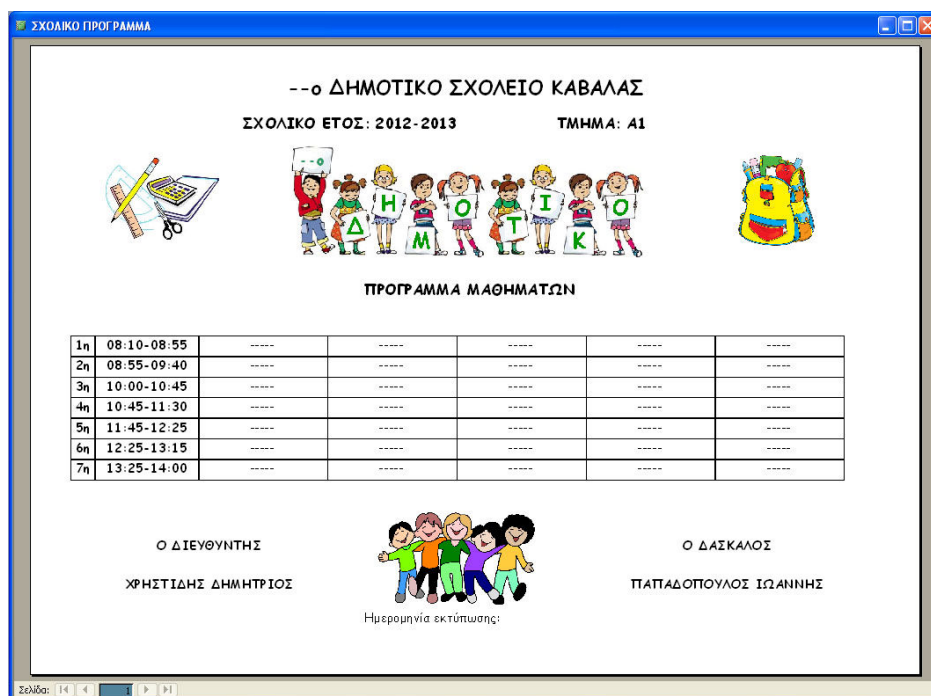 ΣΧΟΛΙΚΟ ΠΡΟΓΡΑΜΜΑ
--ο ΔΗΜΟΤΙΚΟ ΣΧΟΛΕΙΟ ΚΑΒΑΛΑΣ
ΣΧΟΛΙΚΟ ΕΤΟΣ: 2012-2013 ΤΜΗΜΑ: Α1
--ο
Δ Η Μ Ο Τ Ι Κ Ο
ΠΡΟΓΡΑΜΜΑ ΜΑΘΗΜΑΤΩΝ
1η 08:10-08:55 ----- ----- ----- ----- -----
2η 08:55-09:40 ----- ----- ----- ----- -----
3η 10:00-10:45 ----- ----- ----- ----- -----
4η 10:45-11:30 ----- ----- ----- ----- -----
5η 11:45-12:25 ----- ----- ----- ----- -----
6η 12:25-13:15 ----- ----- ----- ----- -----
7η 13:25-14:00 ----- ----- ----- ----- -----
Ο ΔΙΕΥΘΥΝΤΗΣ Ο ΔΑΣΚΑΛΟΣ
ΧΡΗΣΤΙΔΗΣ ΔΗΜΗΤΡΙΟΣ ΠΑΠΑΔΟΠΟΥΛΟΣ ΙΩΑΝΝΗΣ
Ημερομηνία εκτύπωσης:
Σελίδα: 1